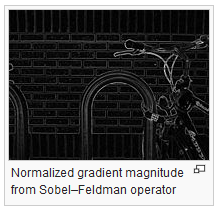 Normalized gradient magnitude
from Sobel–Feldman operator